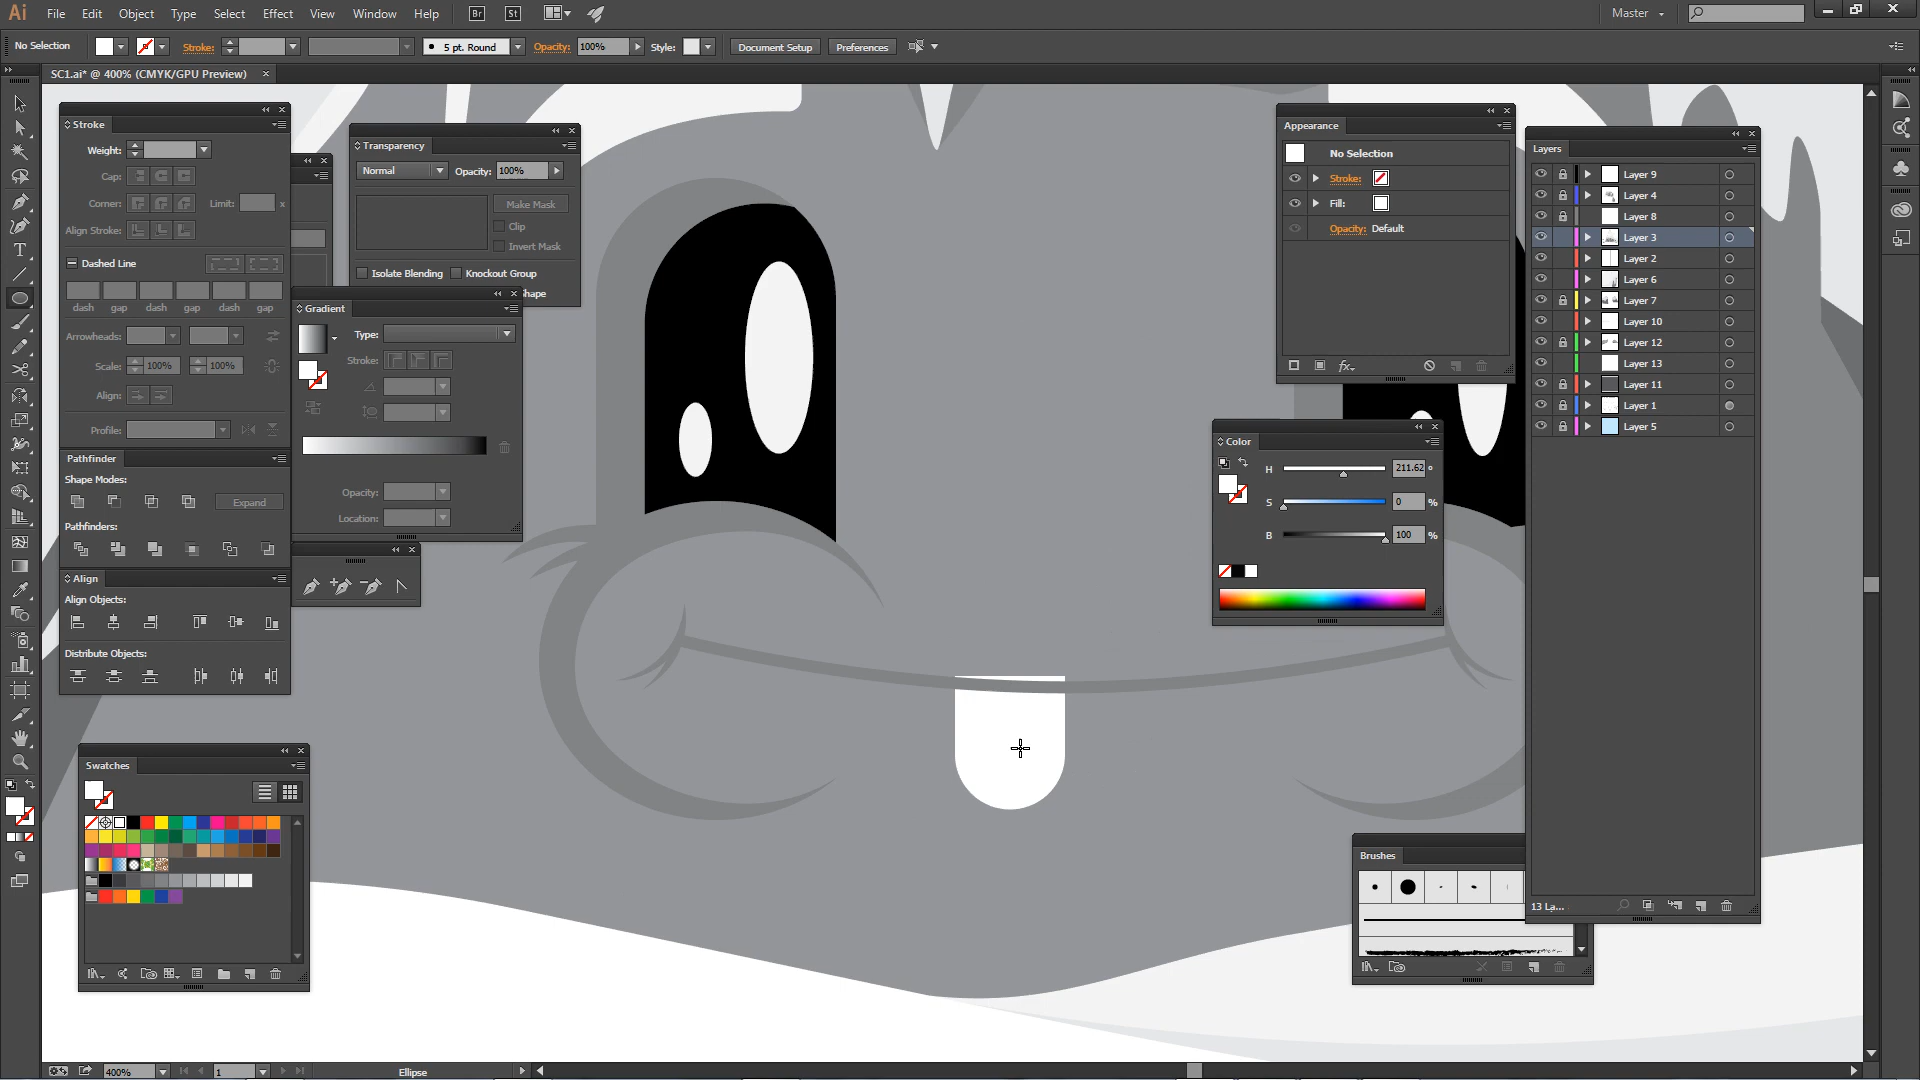 Ai File Edit Object Type Select Effect View Window Help Br St Master
No Selection Stroke: 5 pt. Round Opacity: 100% Style: Document Setup Preferences
SC1.ai* @ 400% (CMYK/GPU Preview) ×
Stroke
Weight:
Cap:
Corner: Limit: x
Align Stroke:
Dashed Line
dash gap dash gap dash gap
Arrowheads:
Scale: 100% 100%
Align:
Profile:
Pathfinder
Shape Modes:
Expand
Pathfinders:
Align
Align Objects:
Distribute Objects:
Transparency
Normal Opacity: 100%
Make Mask
Clip
Invert Mask
Isolate Blending Knockout Group
Shape
Gradient
Type:
Stroke:
Opacity:
Location:
Swatches
Appearance
No Selection
Stroke:
Fill:
Opacity: Default
fx
Color
H 211.62 °
S 0 %
B 100 %
Brushes
Layers
Layer 9
Layer 4
Layer 8
Layer 3
Layer 2
Layer 6
Layer 7
Layer 10
Layer 12
Layer 13
Layer 11
Layer 1
Layer 5
13 La...
400% 1 Ellipse